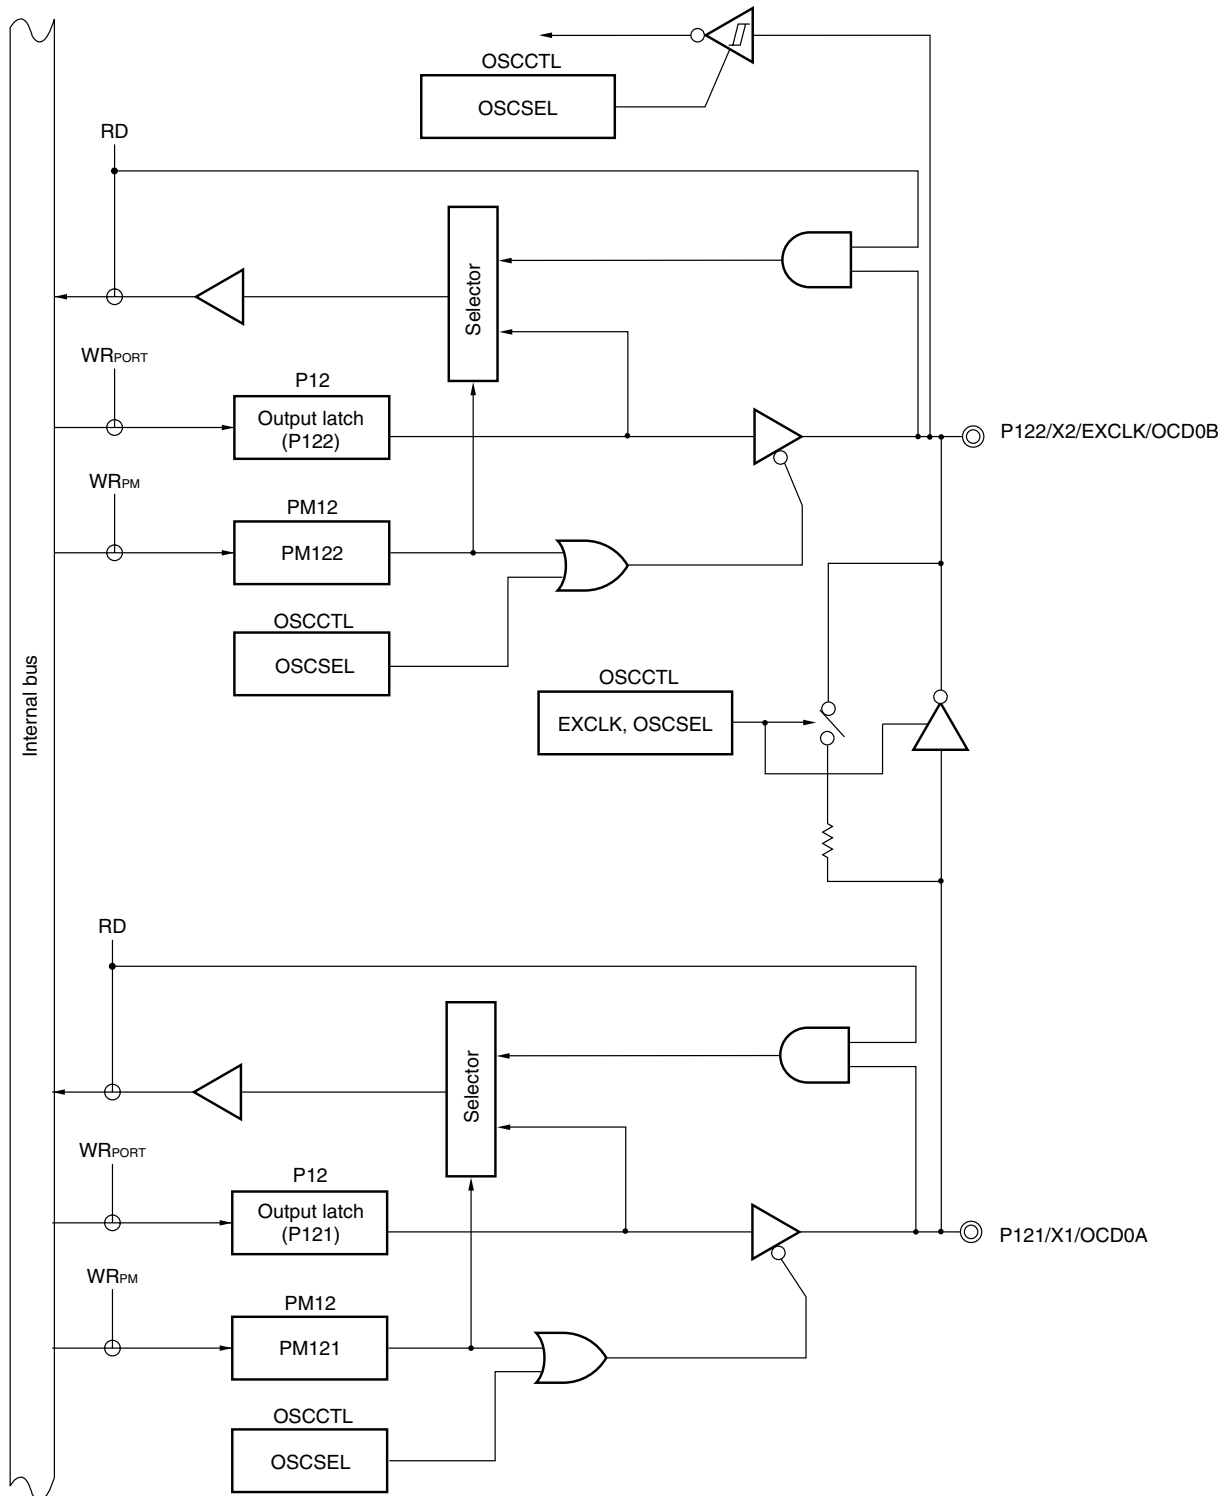 OSCCTL
OSCSEL
RD
Selector
WRPORT
P12
Output latch
(P122)
P122/X2/EXCLK/OCD0B
WRPM
PM12
PM122
OSCCTL
OSCSEL
Internal bus
OSCCTL
EXCLK, OSCSEL
RD
Selector
WRPORT
P12
Output latch
(P121)
P121/X1/OCD0A
WRPM
PM12
PM121
OSCCTL
OSCSEL